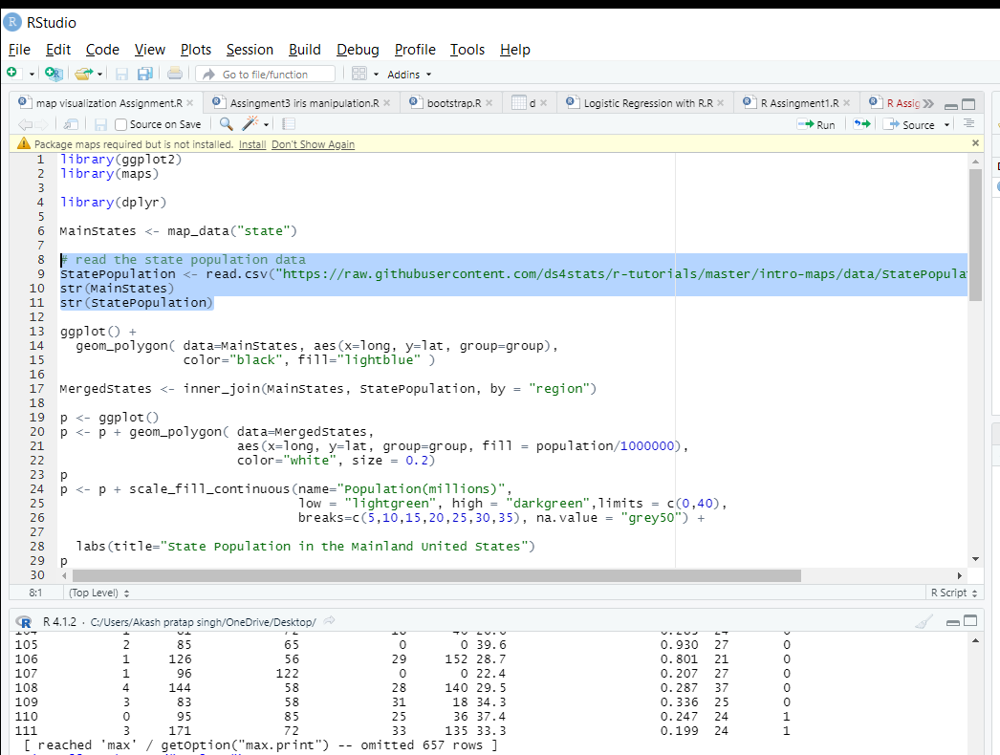 R RStudio
File Edit Code View Plots Session Build Debug Profile Tools Help
Go to file/function Addins
map visualization Assignment.R Assingment3 iris manipulation.R bootstrap.R d Logistic Regression with R.R R Assingment1.R R Assig
Source on Save Run Source
Package maps required but is not installed. Install Don't Show Again
1 library(ggplot2)
2 library(maps)
3
4 library(dplyr)
5
6 MainStates <- map_data("state")
7
8 # read the state population data
9 StatePopulation <- read.csv("https://raw.githubusercontent.com/ds4stats/r-tutorials/master/intro-maps/data/StatePopula
10 str(MainStates)
11 str(StatePopulation)
12
13 ggplot() +
14 geom_polygon( data=MainStates, aes(x=long, y=lat, group=group),
15 color="black", fill="lightblue" )
16
17 MergedStates <- inner_join(MainStates, StatePopulation, by = "region")
18
19 p <- ggplot()
20 p <- p + geom_polygon( data=MergedStates,
21 aes(x=long, y=lat, group=group, fill = population/1000000),
22 color="white", size = 0.2)
23 p
24 p <- p + scale_fill_continuous(name="Population(millions)",
25 low = "lightgreen", high = "darkgreen",limits = c(0,40),
26 breaks=c(5,10,15,20,25,30,35), na.value = "grey50") +
27
28 labs(title="State Population in the Mainland United States")
29 p
30
8:1 (Top Level) R Script
R R 4.1.2 · C:/Users/Akash pratap singh/OneDrive/Desktop/
105 2 85 65 0 0 39.6 0.930 27 0
106 1 126 56 29 152 28.7 0.801 21 0
107 1 96 122 0 0 22.4 0.207 27 0
108 4 144 58 28 140 29.5 0.287 37 0
109 3 83 58 31 18 34.3 0.336 25 0
110 0 95 85 25 36 37.4 0.247 24 1
111 3 171 72 33 135 33.3 0.199 24 1
[ reached 'max' / getOption("max.print") -- omitted 657 rows ]